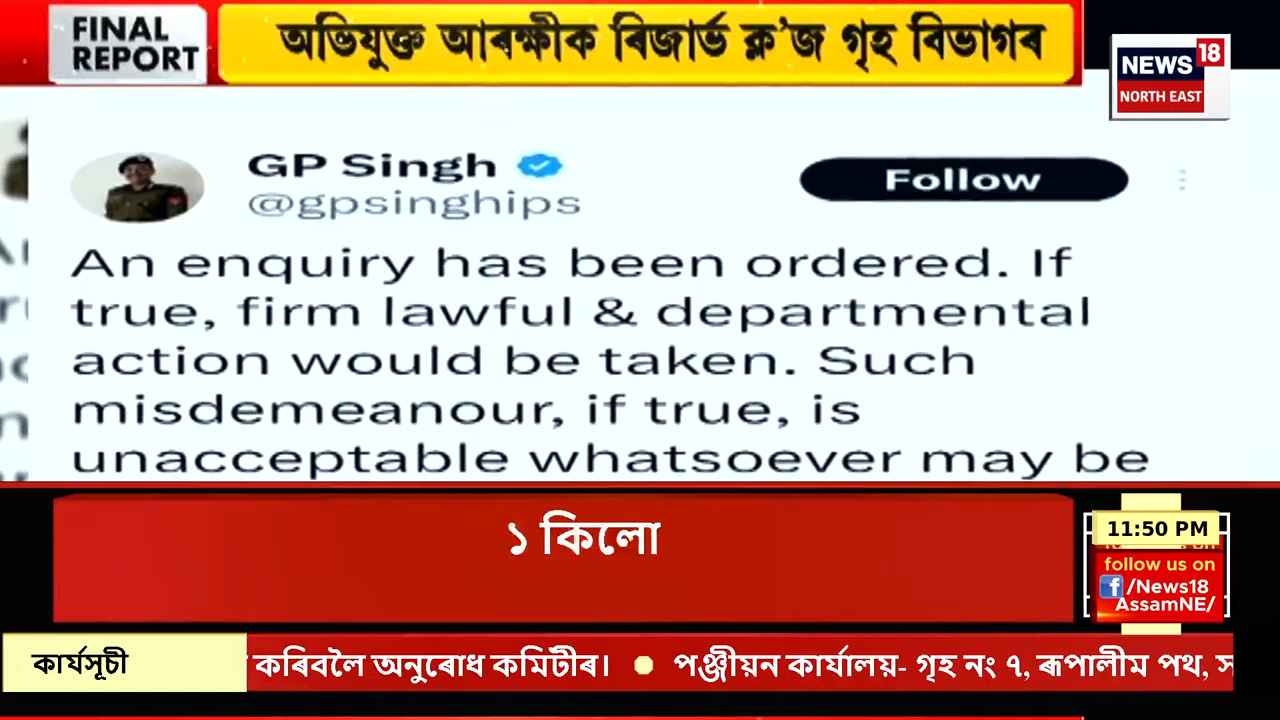 FINAL
REPORT
অভিযুক্ত আৰক্ষীক ৰিজাৰ্ভ ক্ল'জ গৃহ বিভাগৰ
NEWS 18
NORTH EAST
GP Singh
@gpsinghips
Follow
An enquiry has been ordered. If
true, firm lawful & departmental
action would be taken. Such
misdemeanour, if true, is
unacceptable whatsoever may be
১ কিলো
11:50 PM
follow us on
/News18
AssamNE/
কাৰ্যসূচী
কৰিবলৈ অনুৰোধ কমিটীৰ। পঞ্জীয়ন কাৰ্যালয়- গৃহ নং ৭, ৰূপালীম পথ,